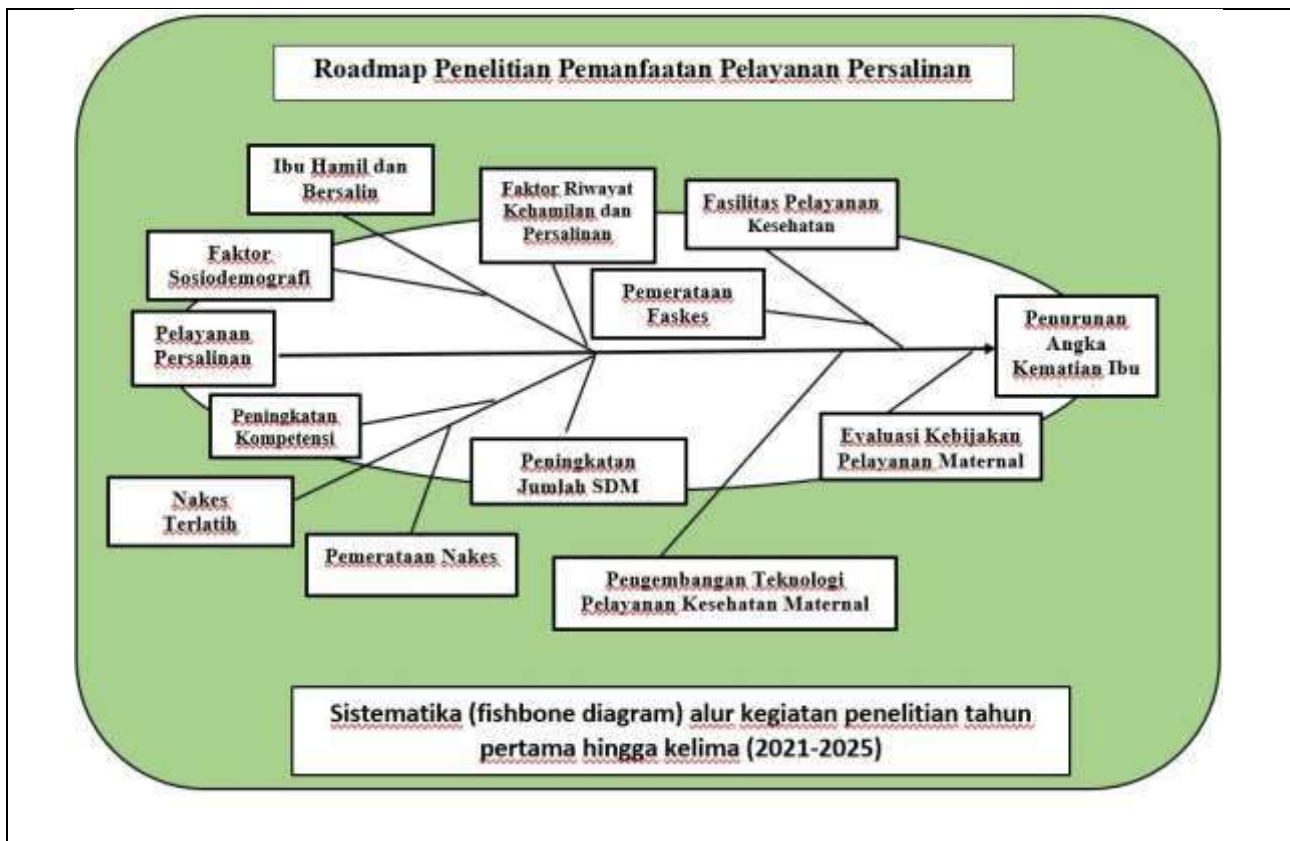 Roadmap Penelitian Pemanfaatan Pelayanan Persalinan
Ibu Hamil dan
Bersalin
Faktor Riwayat
Kehamilan dan
Persalinan
Fasilitas Pelayanan
Kesehatan
Faktor
Sosiodemografi
Pemerataan
Faskes
Pelayanan
Persalinan
Penurunan
Angka
Kematian Ibu
Peningkatan
Kompetensi
Peningkatan
Jumlah SDM
Evaluasi Kebijakan
Pelayanan Maternal
Nakes
Terlatih
Pemerataan Nakes
Pengembangan Teknologi
Pelayanan Kesehatan Maternal
Sistematika (fishbone diagram) alur kegiatan penelitian tahun
pertama hingga kelima (2021-2025)